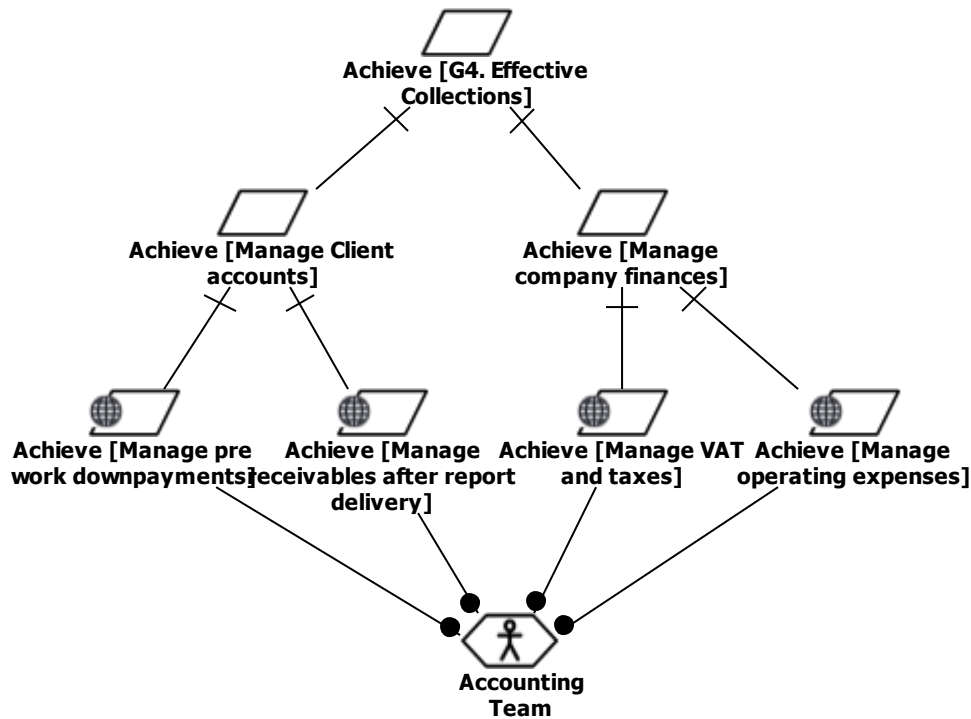 Achieve [G4. Effective
Collections]
Achieve [Manage Client
accounts]
Achieve [Manage
company finances]
Achieve [Manage pre
work downpayments]
Achieve [Manage
receivables after report
delivery]
Achieve [Manage VAT
and taxes]
Achieve [Manage
operating expenses]
Accounting
Team